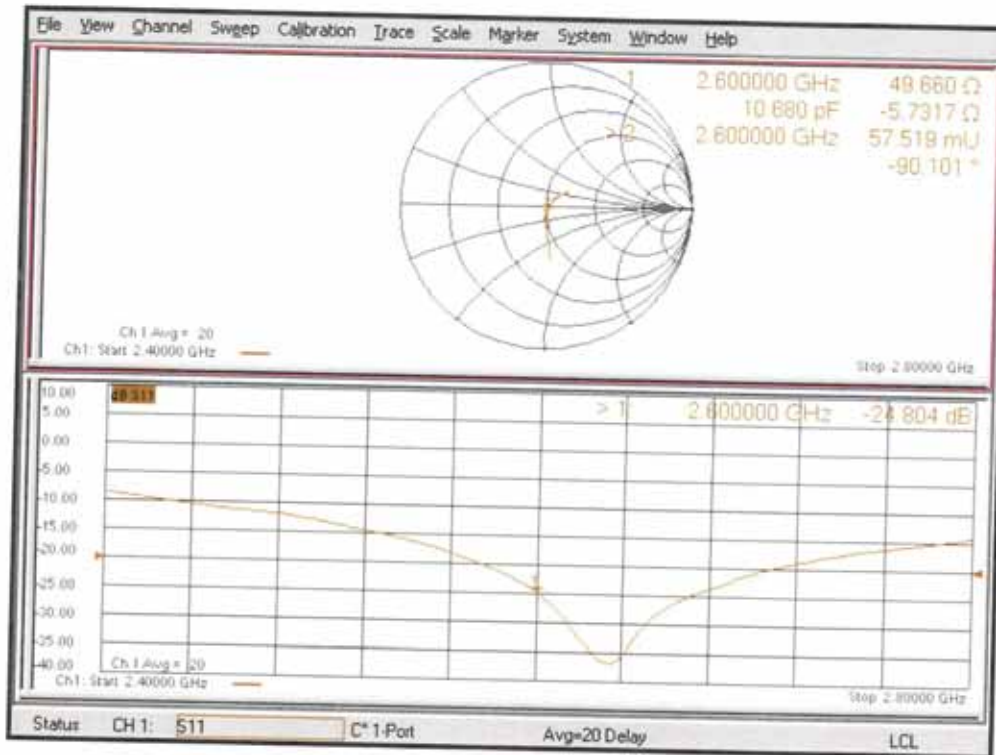 File View Channel Sweep Calibration Trace Scale Marker System Window Help
1 2.600000 GHz 49.660 Ω
10.680 pF -5.7317 Ω
> 2 2.600000 GHz 57.519 mU
-90.101 °
Ch 1 Avg = 20
Ch1: Start 2.40000 GHz
Stop 2.80000 GHz
10.00
dB S11
> 1 2.600000 GHz -24.804 dB
5.00
0.00
-5.00
-10.00
-15.00
-20.00
-25.00
-30.00
-35.00
-40.00
Ch 1 Avg = 20
Ch1: Start 2.40000 GHz
Stop 2.80000 GHz
Status CH 1: S11 C* 1-Port Avg=20 Delay LCL